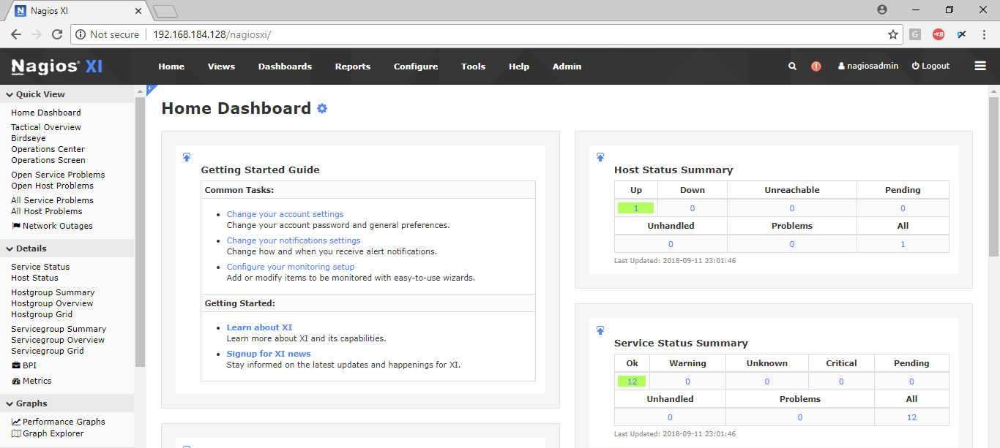 Nagios XI
Not secure 192.168.184.128/nagiosxi/
G
Nagios® XI
Home Views Dashboards Reports Configure Tools Help Admin
nagiosadmin Logout
Quick View
Home Dashboard
Tactical Overview
Birdseye
Operations Center
Operations Screen
Open Service Problems
Open Host Problems
All Service Problems
All Host Problems
Network Outages
Details
Service Status
Host Status
Hostgroup Summary
Hostgroup Overview
Hostgroup Grid
Servicegroup Summary
Servicegroup Overview
Servicegroup Grid
BPI
Metrics
Graphs
Performance Graphs
Graph Explorer
Home Dashboard
Getting Started Guide
Common Tasks:
• Change your account settings
Change your account password and general preferences.
• Change your notifications settings
Change how and when you receive alert notifications.
• Configure your monitoring setup
Add or modify items to be monitored with easy-to-use wizards.
Getting Started:
• Learn about XI
Learn more about XI and its capabilities.
• Signup for XI news
Stay informed on the latest updates and happenings for XI.
Host Status Summary
Up Down Unreachable Pending
1 0 0 0
Unhandled Problems All
0 0 1
Last Updated: 2018-09-11 23:01:46
Service Status Summary
Ok Warning Unknown Critical Pending
12 0 0 0 0
Unhandled Problems All
0 0 12
Last Updated: 2018-09-11 23:01:46